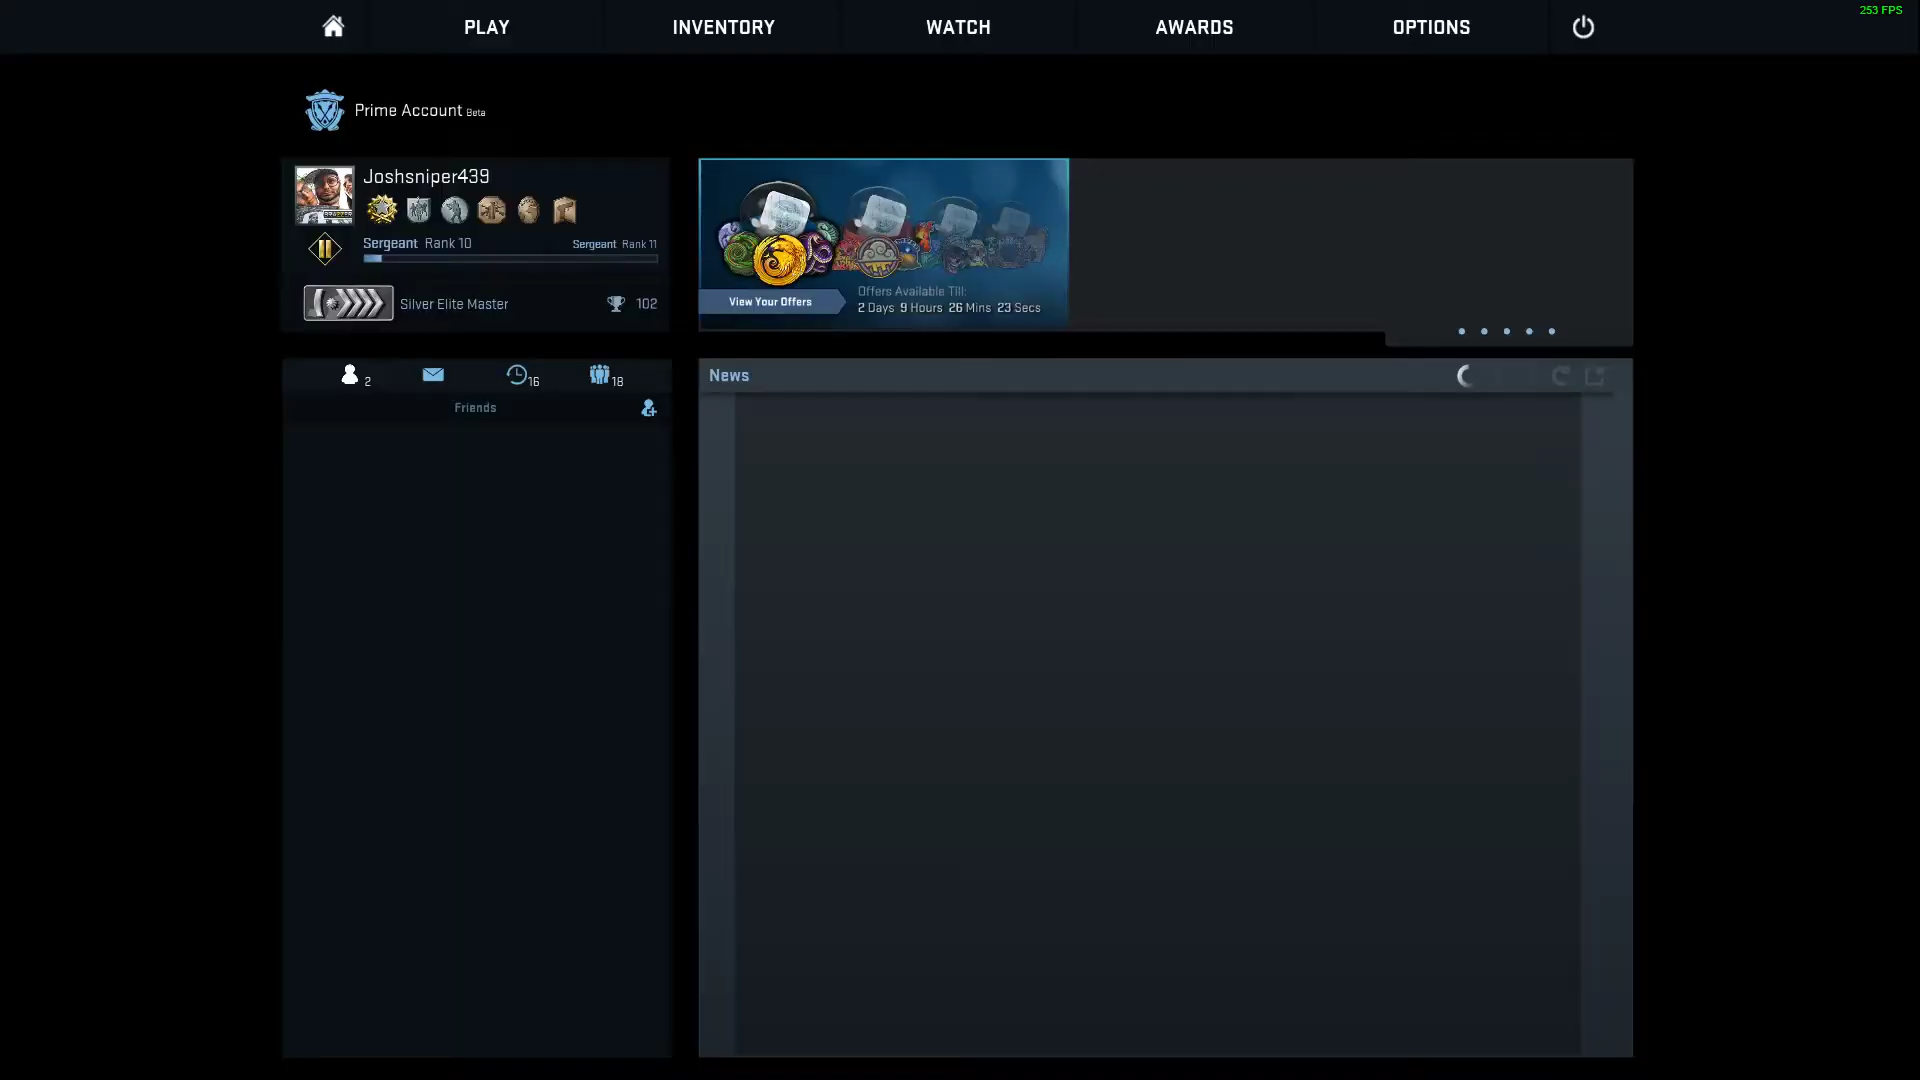 PLAY
INVENTORY
WATCH
AWARDS
OPTIONS
253 FPS
Prime Account Beta
Joshsniper439
Sergeant Rank 10
Sergeant Rank 11
Silver Elite Master
102
View Your Offers
Offers Available Till:
2 Days 9 Hours 26 Mins 23 Secs
2
16
18
Friends
News